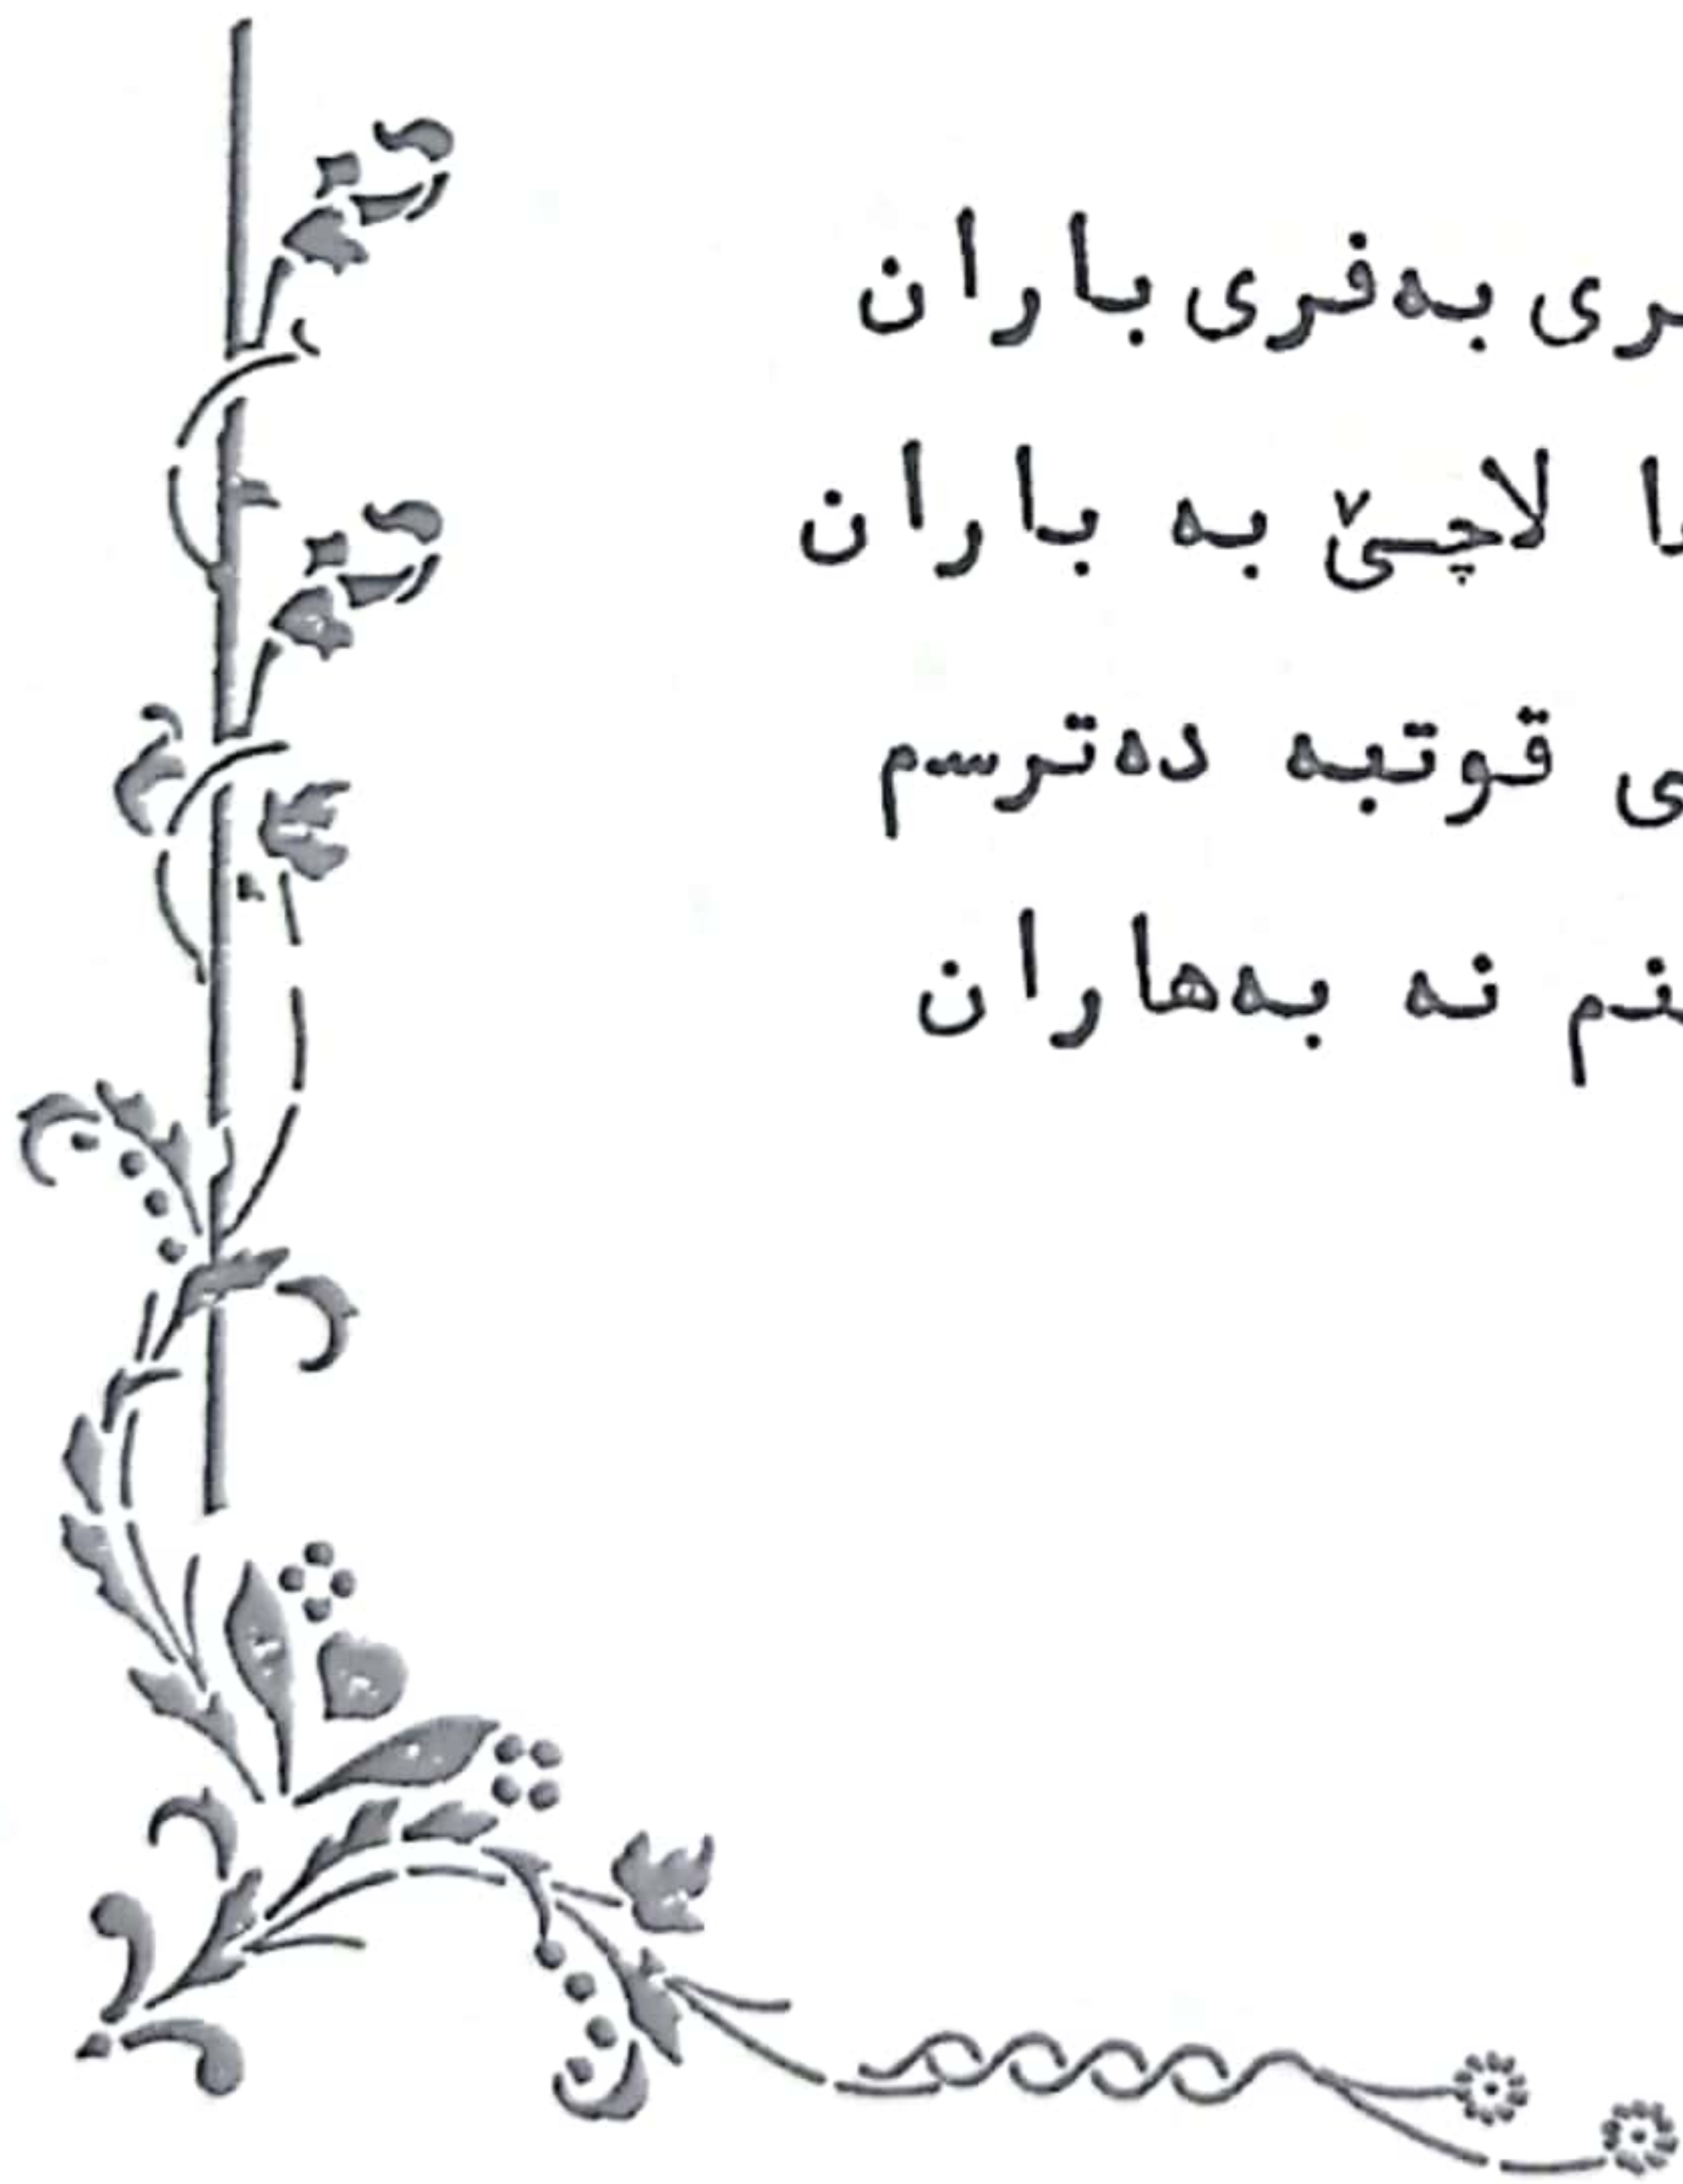 بەفری باران
لاچێ بە باران
قوتبە دەترسم
نە بەهاران